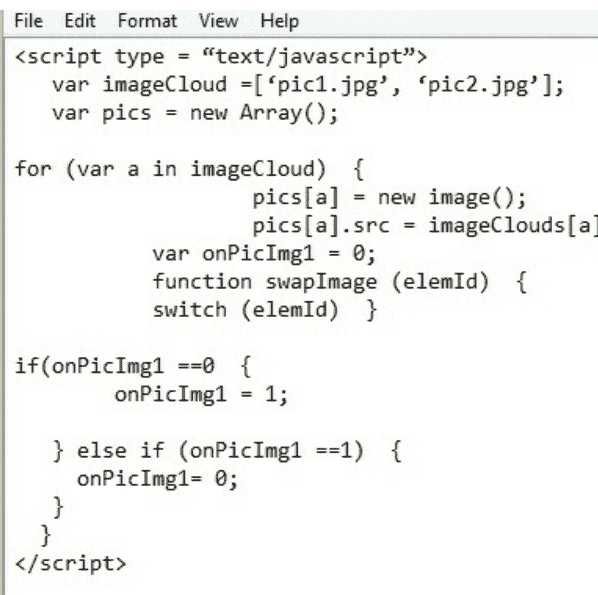 File Edit Format View Help
<script type = “text/javascript”>
var imageCloud =[‘pic1.jpg’, ‘pic2.jpg’];
var pics = new Array();
for (var a in imageCloud) {
pics[a] = new image();
pics[a].src = imageClouds[a]
var onPicImg1 = 0;
function swapImage (elemId) {
switch (elemId) }
if(onPicImg1 ==0 {
onPicImg1 = 1;
} else if (onPicImg1 ==1) {
onPicImg1= 0;
}
}
</script>